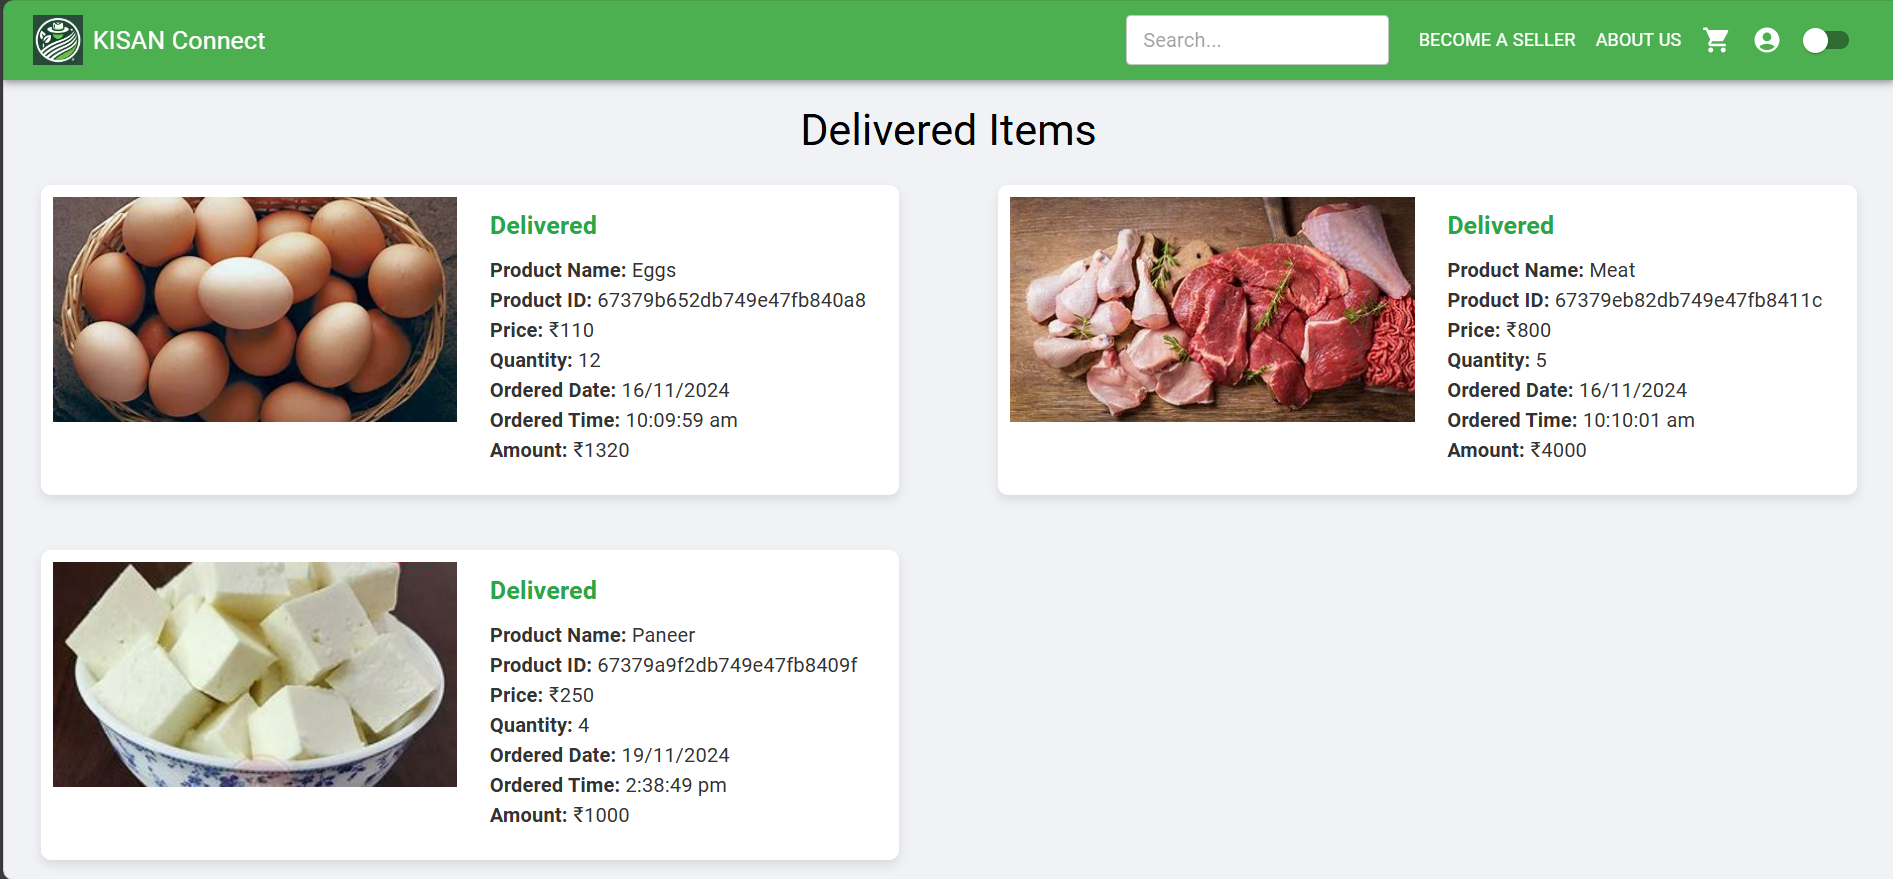 KISAN Connect
Search...
BECOME A SELLER
ABOUT US
Delivered Items
Delivered
Product Name: Eggs
Product ID: 67379b652db749e47fb840a8
Price: ₹110
Quantity: 12
Ordered Date: 16/11/2024
Ordered Time: 10:09:59 am
Amount: ₹1320
Delivered
Product Name: Meat
Product ID: 67379eb82db749e47fb8411c
Price: ₹800
Quantity: 5
Ordered Date: 16/11/2024
Ordered Time: 10:10:01 am
Amount: ₹4000
Delivered
Product Name: Paneer
Product ID: 67379a9f2db749e47fb8409f
Price: ₹250
Quantity: 4
Ordered Date: 19/11/2024
Ordered Time: 2:38:49 pm
Amount: ₹1000